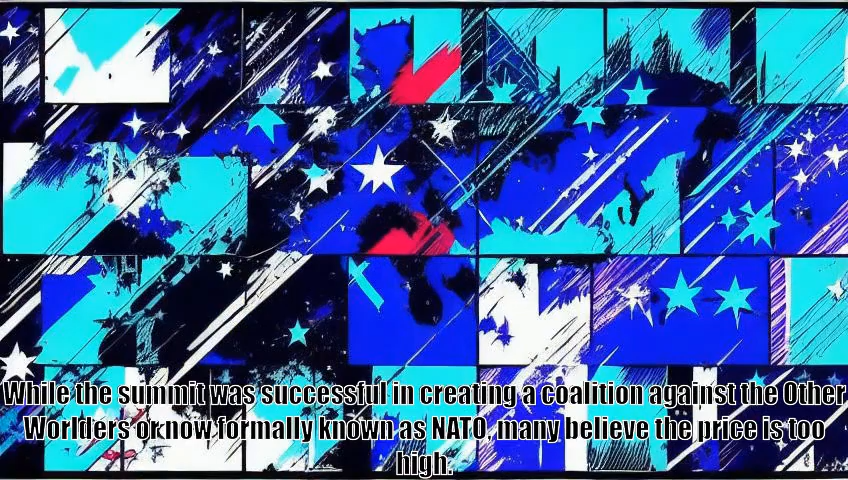 While the summit was successful in creating a coalition against the Other
Worlders or now formally known as NATO, many believe the price is too
high.